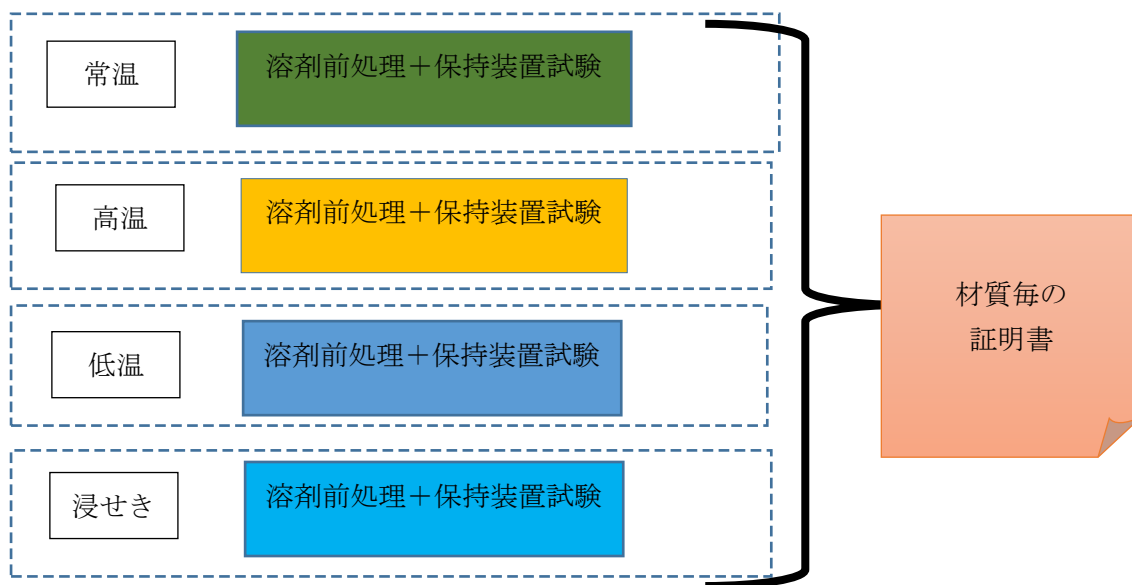 常温
溶剤前処理＋保持装置試験
高温
溶剤前処理＋保持装置試験
低温
溶剤前処理＋保持装置試験
浸せき
溶剤前処理＋保持装置試験
材質毎の
証明書